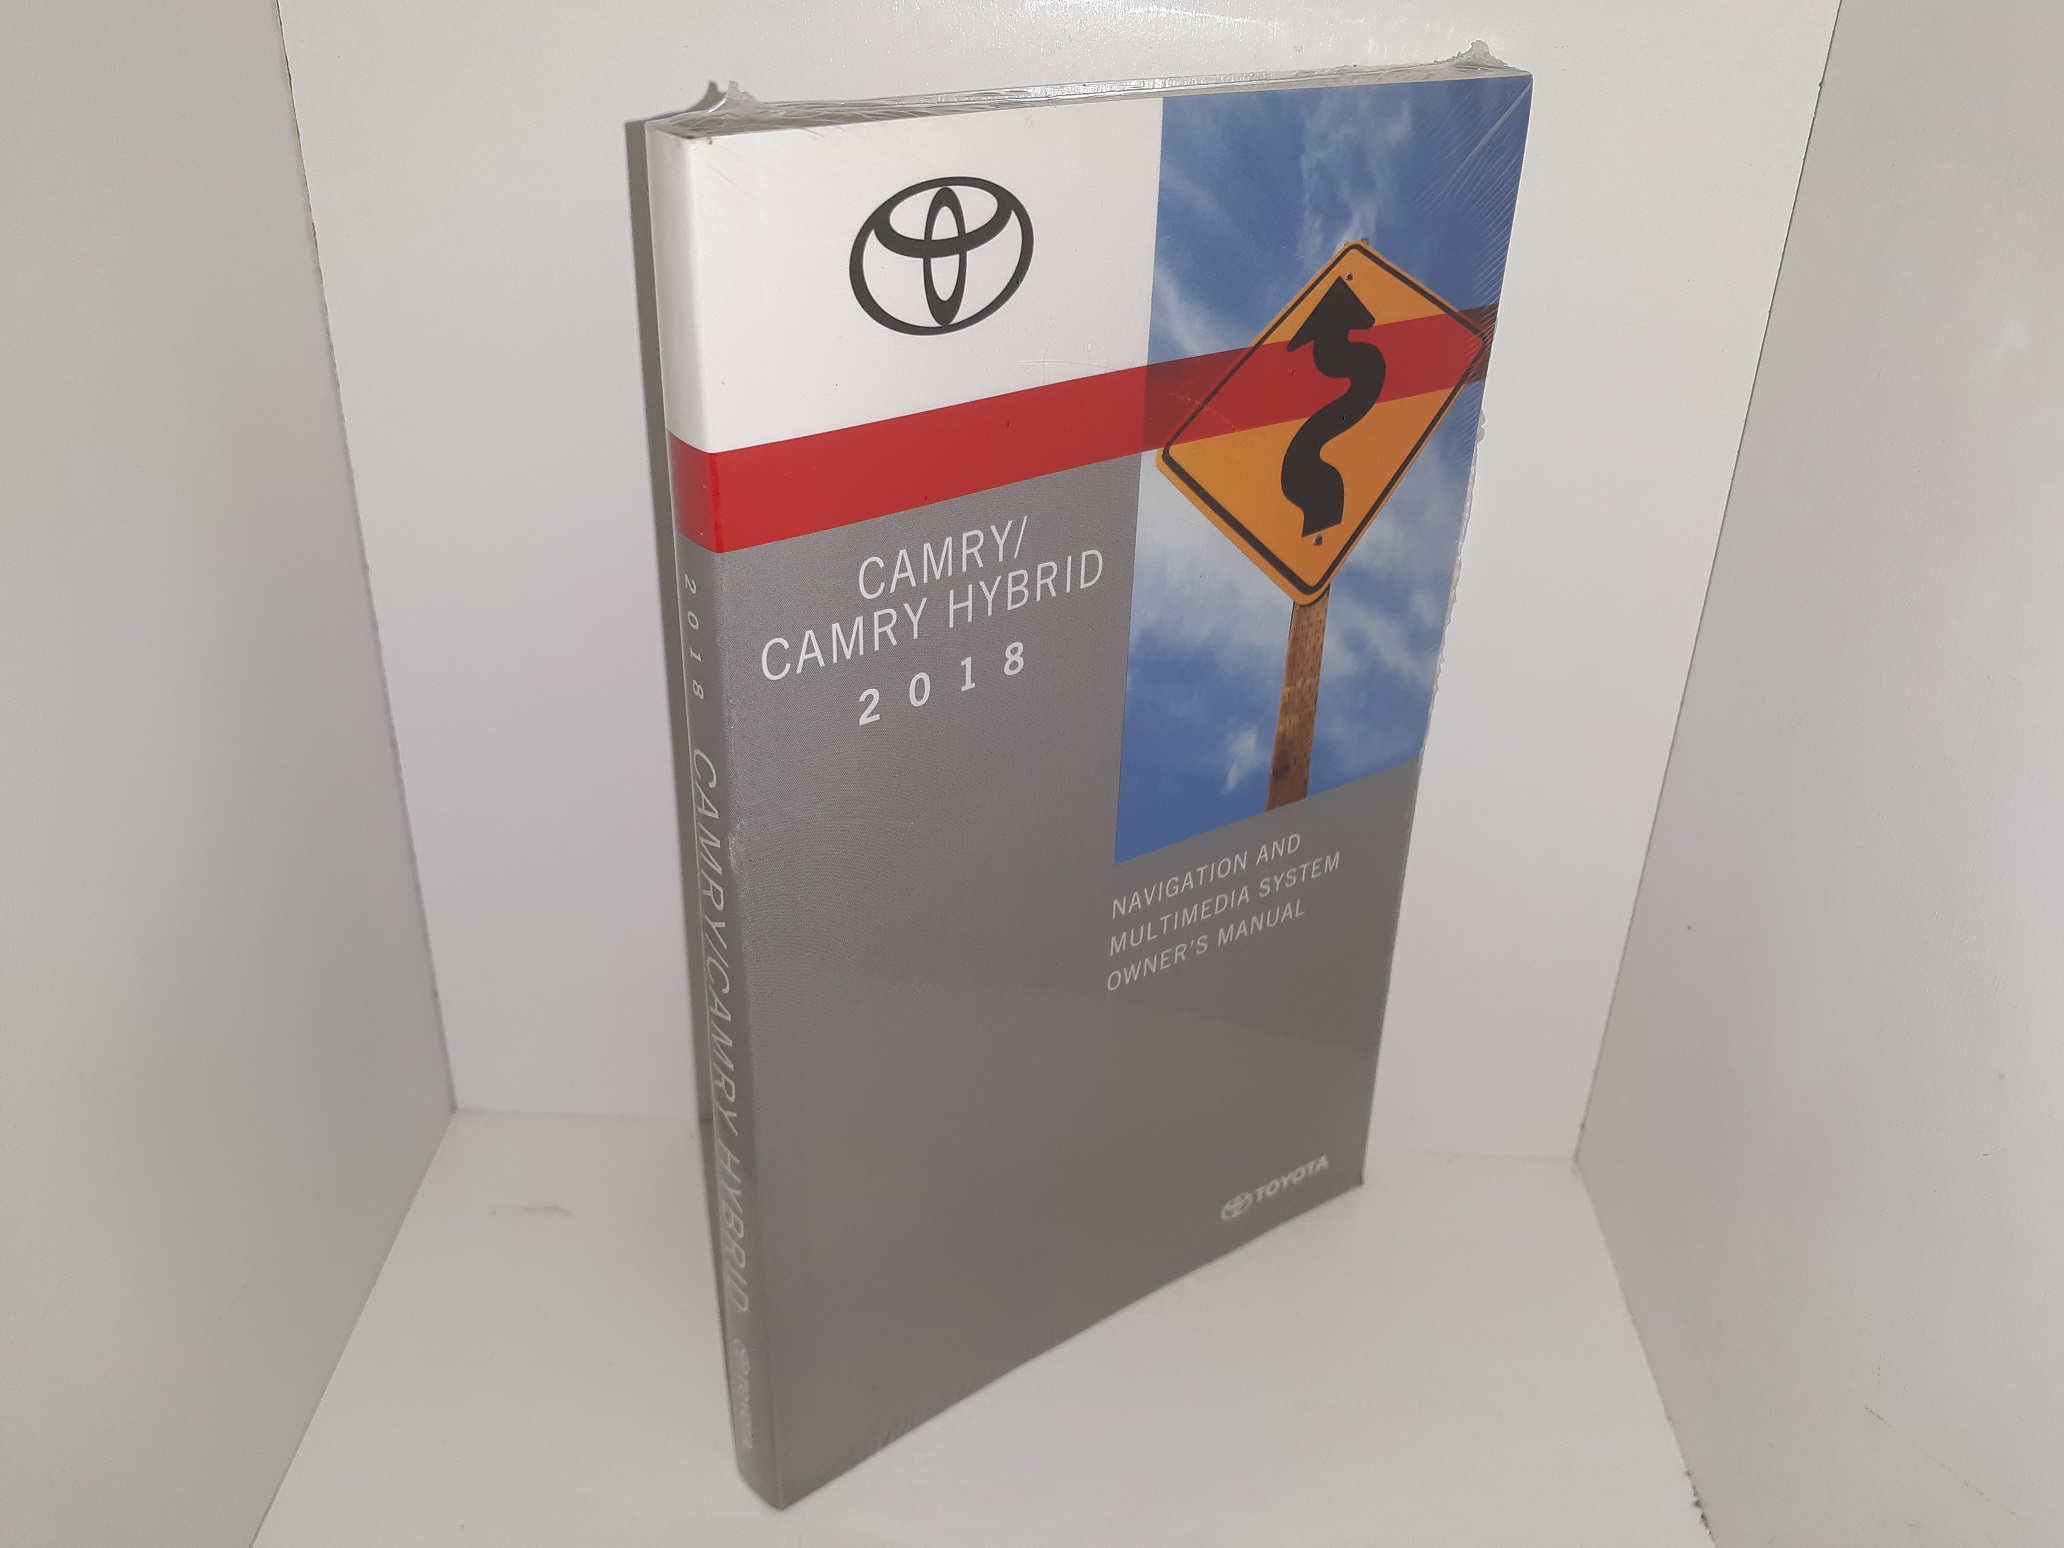 CAMRY/
CAMRY HYBRID
2018
NAVIGATION AND
MULTIMEDIA SYSTEM
OWNER'S MANUAL
TOYOTA
2018 CAMRY/CAMRY HYBRID TOYOTA